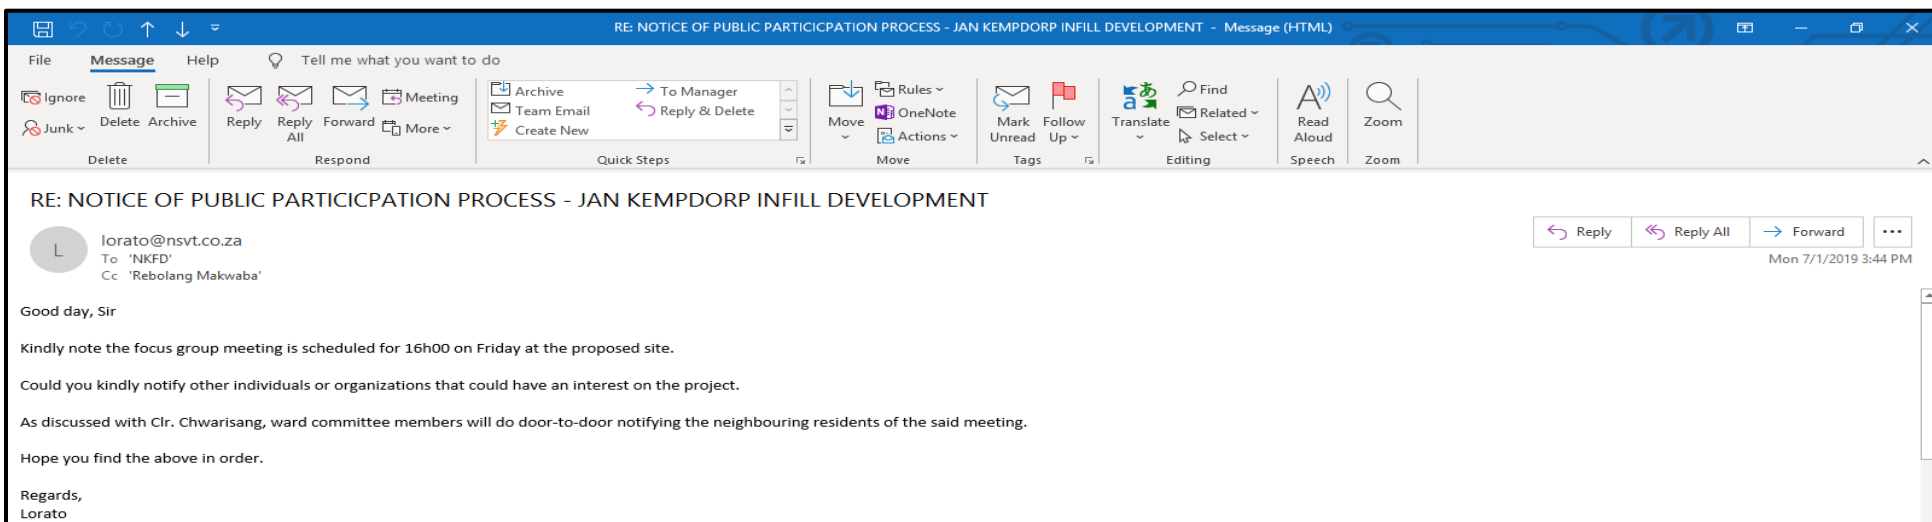 RE: NOTICE OF PUBLIC PARTICICPATION PROCESS - JAN KEMPDORP INFILL DEVELOPMENT - Message (HTML)
File Message Help Tell me what you want to do
Ignore
Junk
Delete
Archive
Delete
Reply
Reply All
Forward
Meeting
More
Respond
Archive
Team Email
Create New
To Manager
Reply & Delete
Quick Steps
Move
Rules
OneNote
Actions
Move
Mark Unread
Follow Up
Tags
Translate
Find
Related
Select
Editing
Read Aloud
Speech
Zoom
Zoom
RE: NOTICE OF PUBLIC PARTICICPATION PROCESS - JAN KEMPDORP INFILL DEVELOPMENT
L
lorato@nsvt.co.za
To 'NKFD'
Cc 'Rebolang Makwaba'
Reply Reply All Forward ...
Mon 7/1/2019 3:44 PM
Good day, Sir
Kindly note the focus group meeting is scheduled for 16h00 on Friday at the proposed site.
Could you kindly notify other individuals or organizations that could have an interest on the project.
As discussed with Clr. Chwarisang, ward committee members will do door-to-door notifying the neighbouring residents of the said meeting.
Hope you find the above in order.
Regards,
Lorato